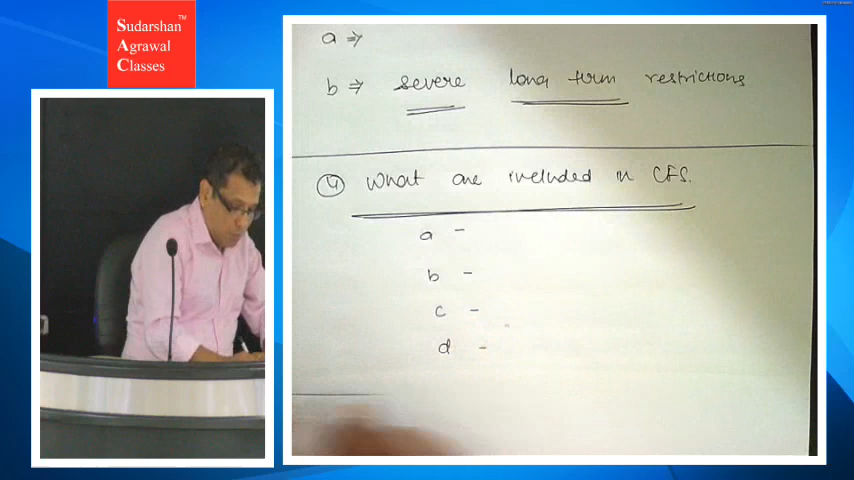 Sudarshan™
Agrawal
Classes
a ⇒
b ⇒ severe long term restrictions
④ What are included in CFS.
a -
b -
c -
d -